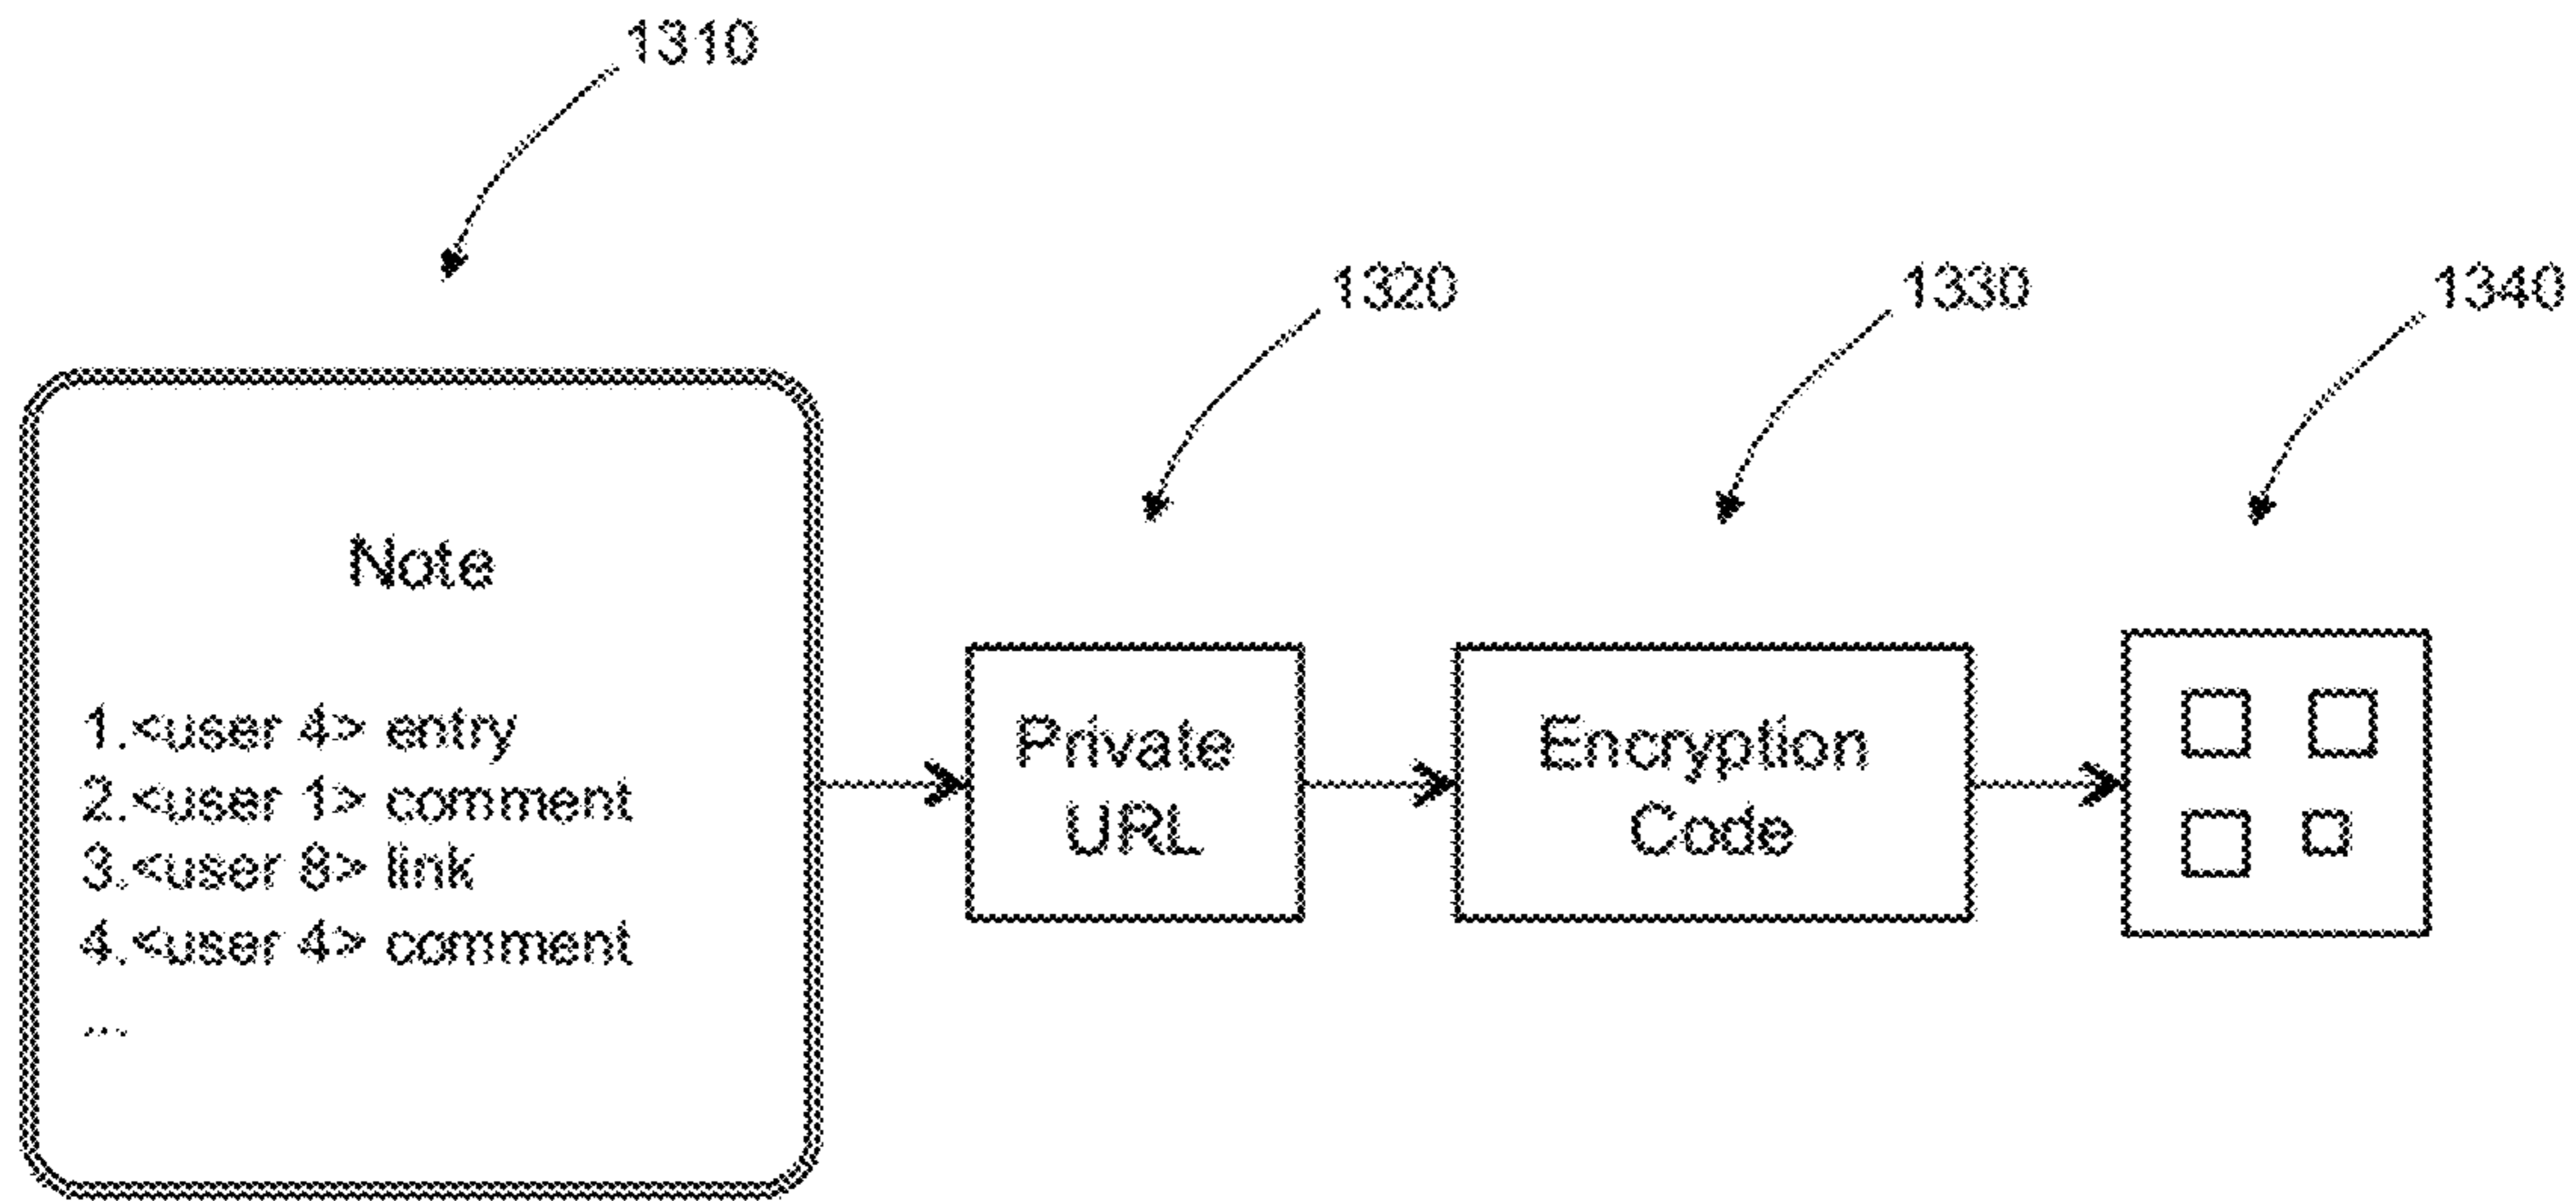 1310
1320
1330
1340
Note
1.<user 4> entry
2.<user 1> comment
3.<user 8> link
4.<user 4> comment
...
Private
URL
Encryption
Code